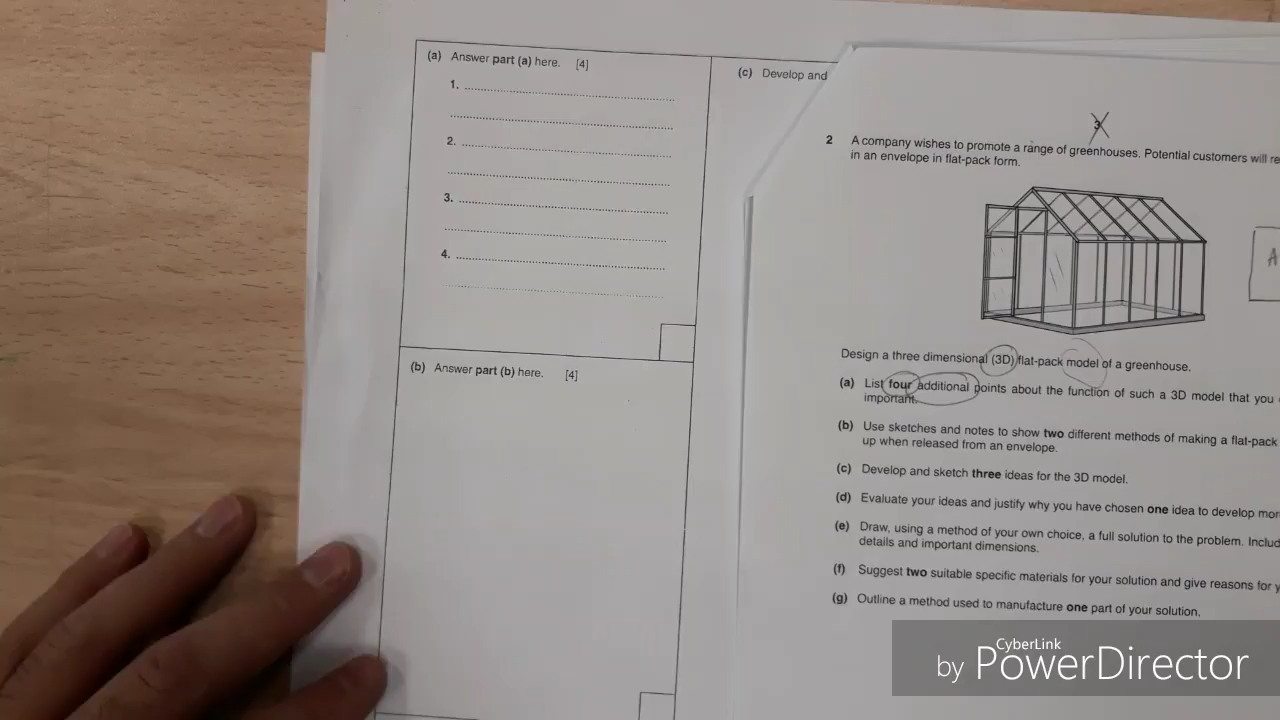 (a) Answer part (a) here. [4]
1.
2.
3.
4.
(b) Answer part (b) here. [4]
(c) Develop and
3
2 A company wishes to promote a range of greenhouses. Potential customers will re
in an envelope in flat-pack form.
A
Design a three dimensional (3D) flat-pack model of a greenhouse.
(a) List four additional points about the function of such a 3D model that you
important.
(b) Use sketches and notes to show two different methods of making a flat-pack
up when released from an envelope.
(c) Develop and sketch three ideas for the 3D model.
(d) Evaluate your ideas and justify why you have chosen one idea to develop mor
(e) Draw, using a method of your own choice, a full solution to the problem. Includ
details and important dimensions.
(f) Suggest two suitable specific materials for your solution and give reasons for y
(g) Outline a method used to manufacture one part of your solution.
CyberLink
by PowerDirector